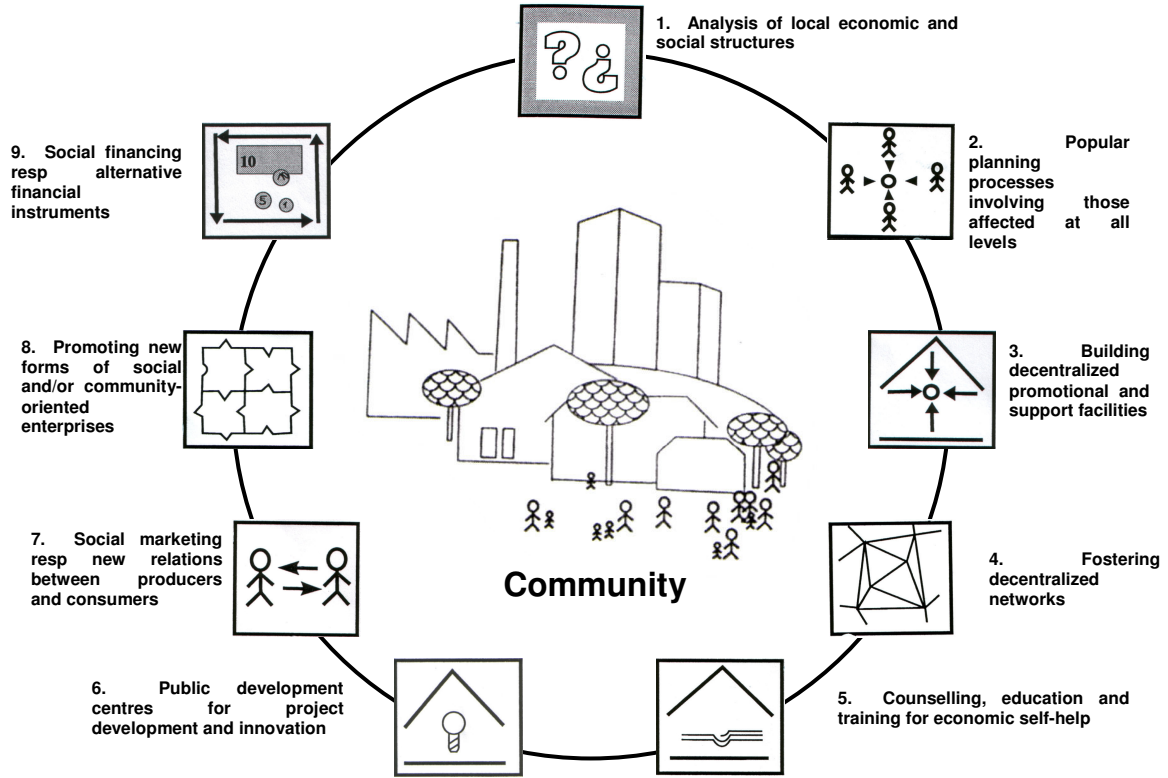 1. Analysis of local economic and
social structures
? ¿
2. Popular
planning
processes
involving those
affected at all
levels
3. Building
decentralized
promotional and
support facilities
4. Fostering
decentralized
networks
5. Counselling, education and
training for economic self-help
6. Public development
centres for project
development and innovation
7. Social marketing
resp new relations
between producers
and consumers
8. Promoting new
forms of social
and/or community-
oriented
enterprises
9. Social financing
resp alternative
financial
instruments
10
5
1
Community